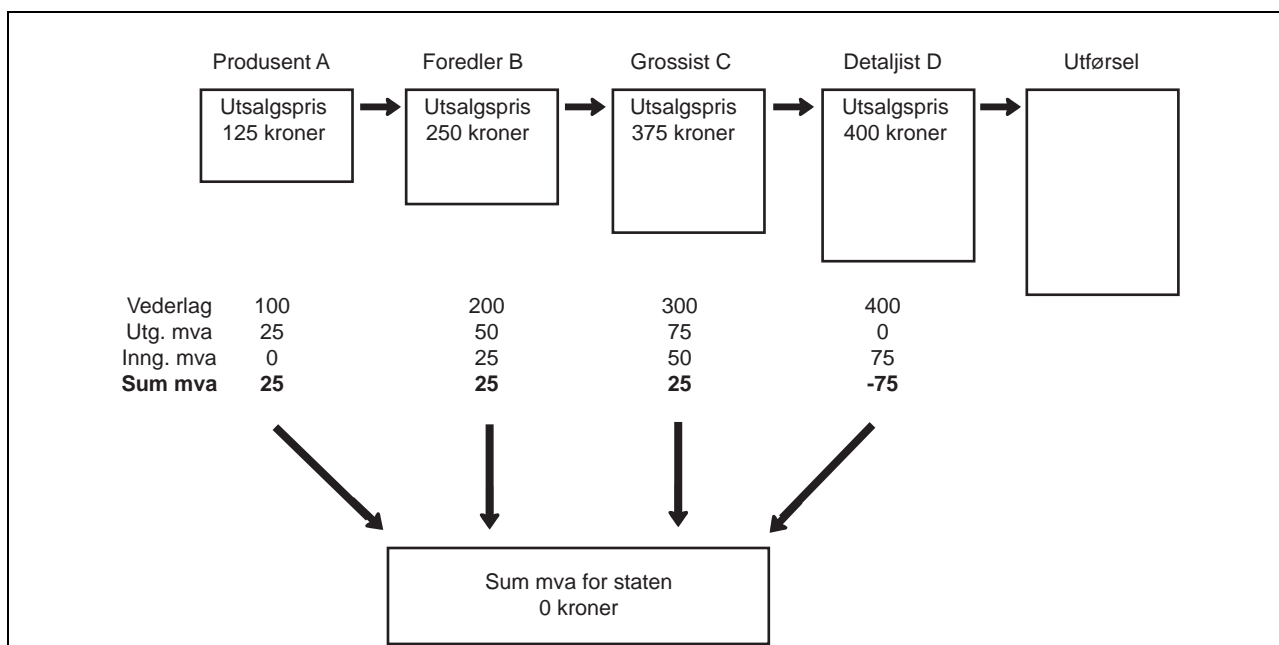 Produsent A Foredler B Grossist C Detaljist D Utførsel
Utsalgspris Utsalgspris Utsalgspris Utsalgspris
125 kroner 250 kroner 375 kroner 400 kroner
Vederlag 100 200 300 400
Utg. mva 25 50 75 0
Inng. mva 0 25 50 75
Sum mva 25 25 25 -75
Sum mva for staten
0 kroner